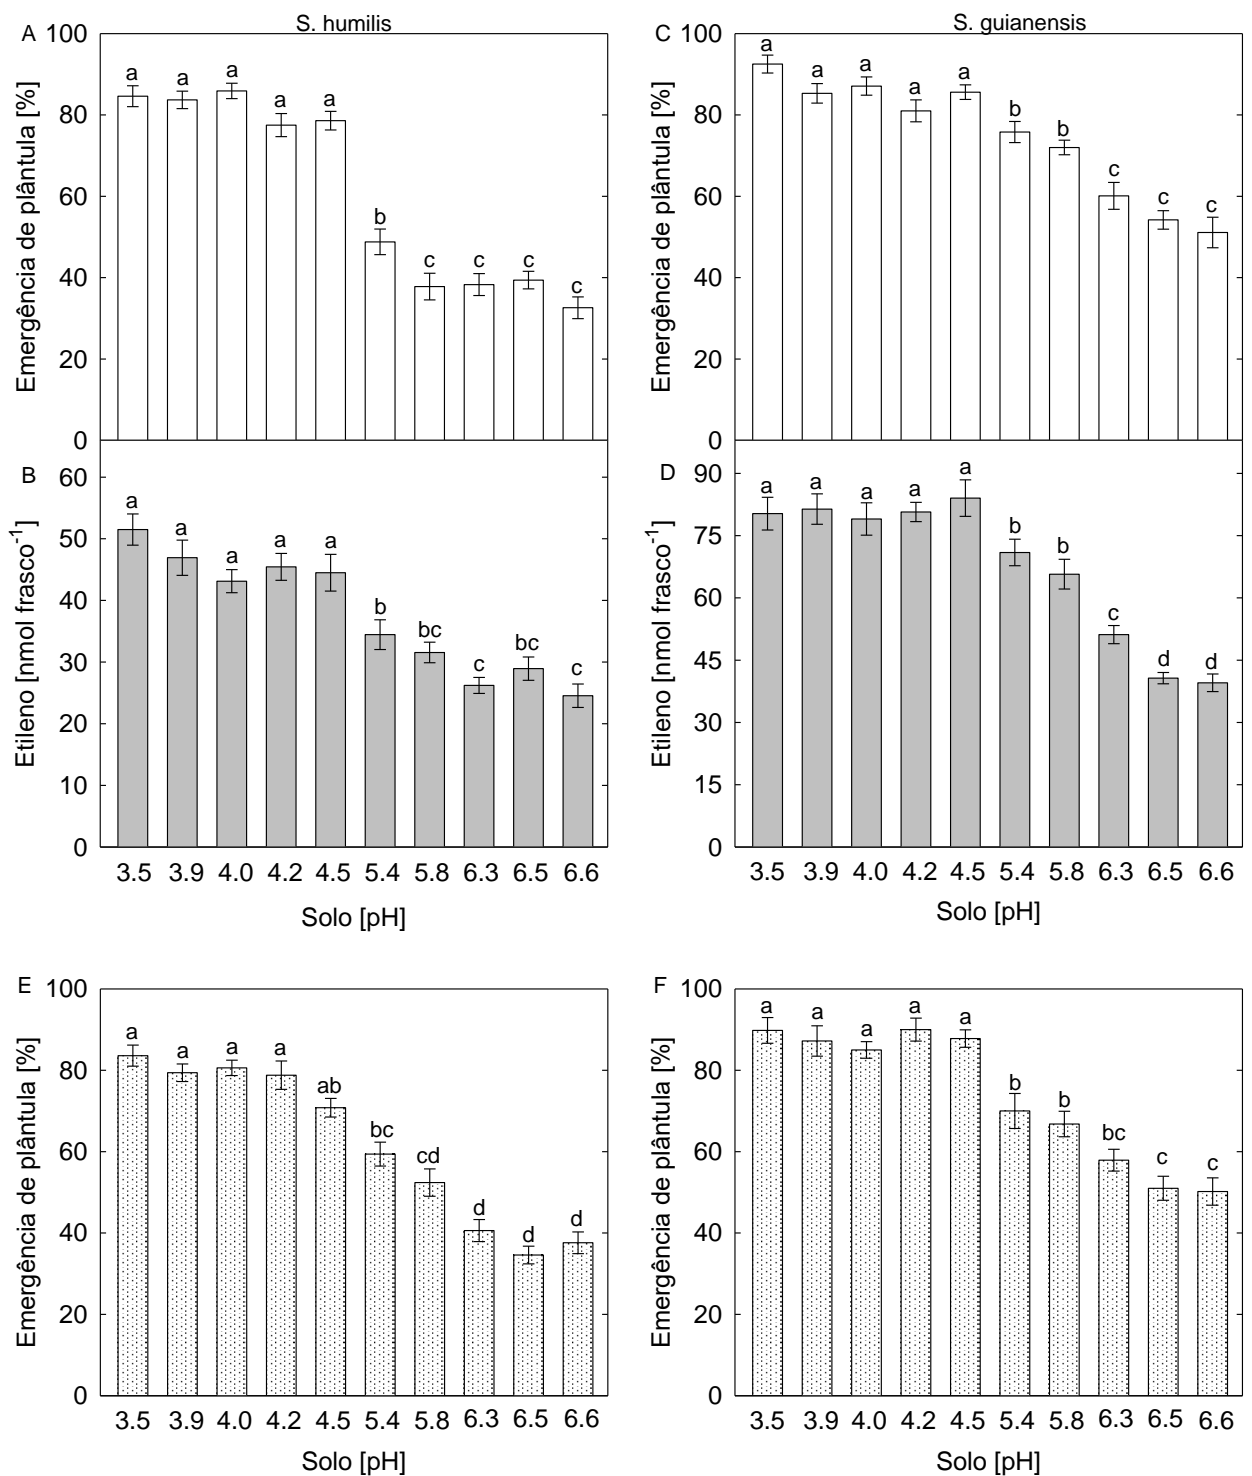 S. humilis
A
Emergência de plântula [%]
100
80
60
40
20
0
a a a a a b c c c c
B
Etileno [nmol frasco-1]
60
50
40
30
20
10
0
a a a a a b bc c bc c
3.5 3.9 4.0 4.2 4.5 5.4 5.8 6.3 6.5 6.6
Solo [pH]
S. guianensis
C
Emergência de plântula [%]
100
80
60
40
20
0
a a a a a b b c c c
D
Etileno [nmol frasco-1]
90
75
60
45
30
15
0
a a a a a b b c d d
3.5 3.9 4.0 4.2 4.5 5.4 5.8 6.3 6.5 6.6
Solo [pH]
E
Emergência de plântula [%]
100
80
60
40
20
0
a a a a ab bc cd d d d
3.5 3.9 4.0 4.2 4.5 5.4 5.8 6.3 6.5 6.6
Solo [pH]
F
Emergência de plântula [%]
100
80
60
40
20
0
a a a a a b b bc c c
3.5 3.9 4.0 4.2 4.5 5.4 5.8 6.3 6.5 6.6
Solo [pH]